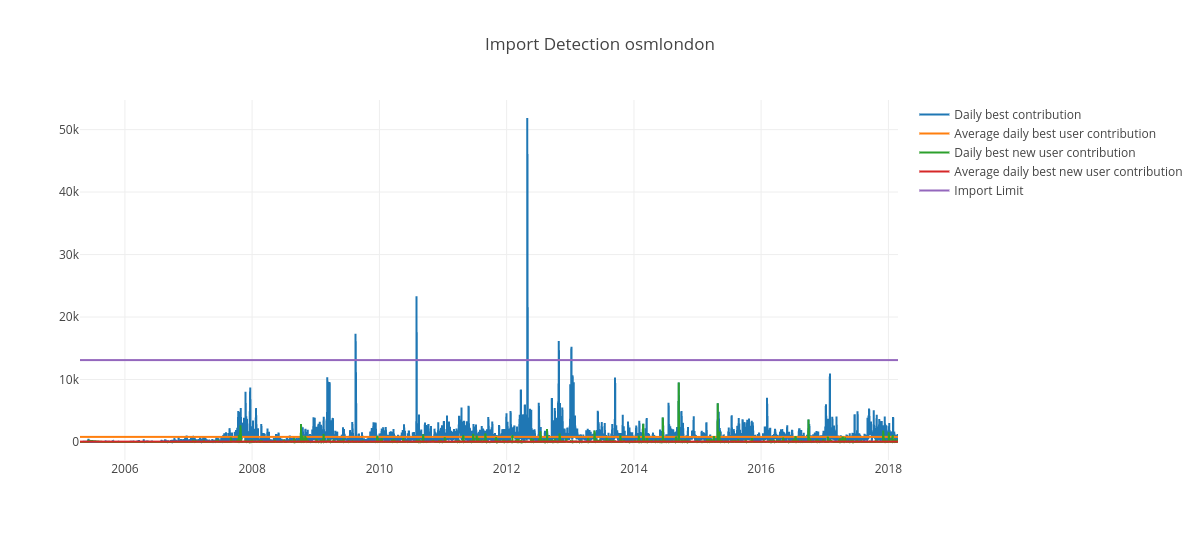 Import Detection osmlondon
50k
40k
30k
20k
10k
0
2006
2008
2010
2012
2014
2016
2018
Daily best contribution
Average daily best user contribution
Daily best new user contribution
Average daily best new user contribution
Import Limit